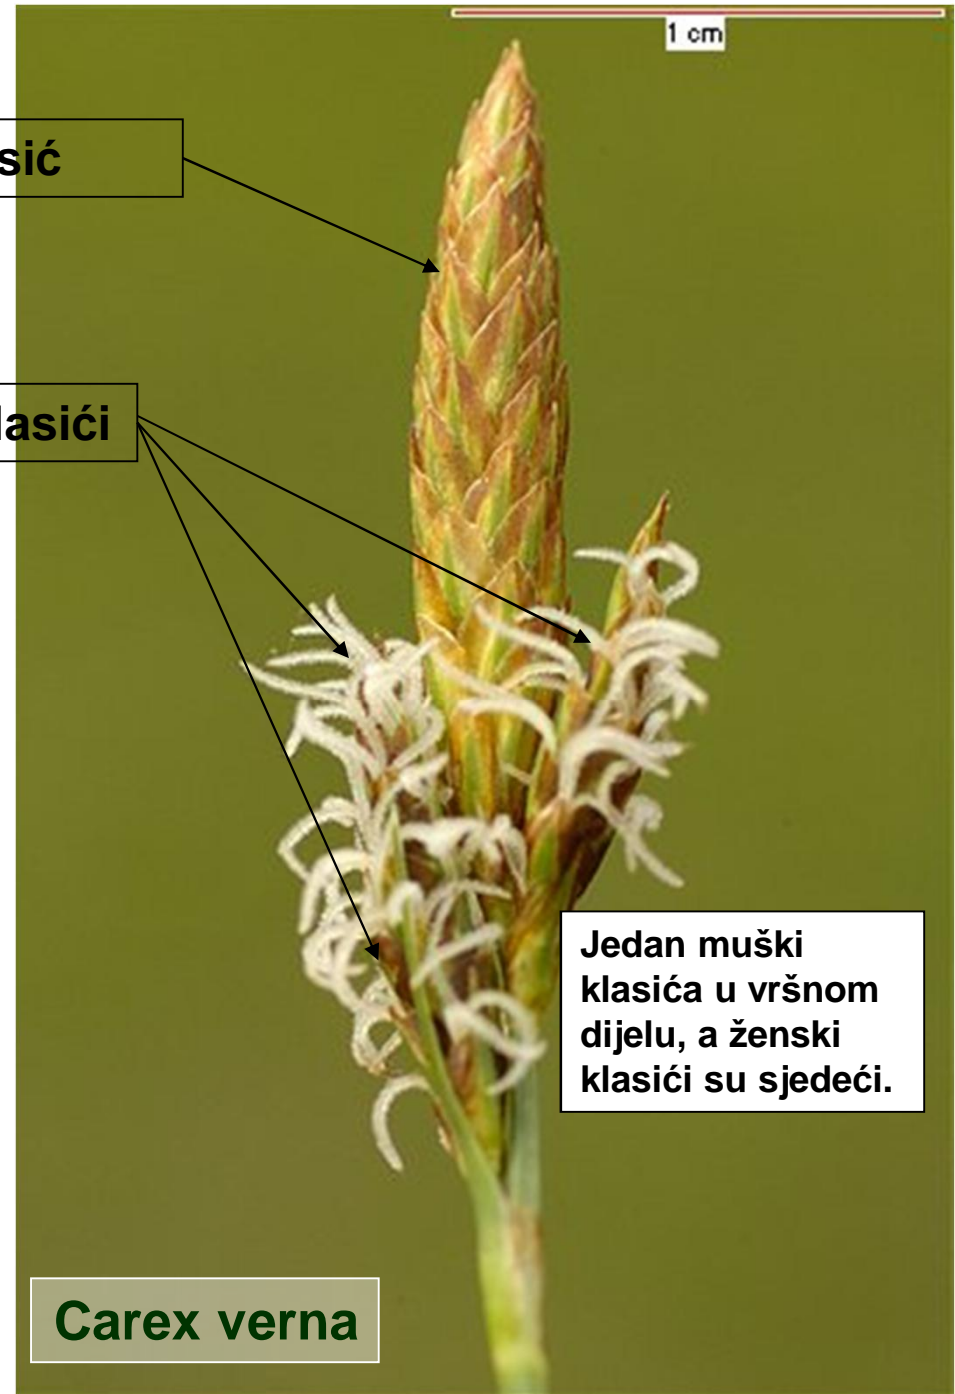 1 cm
sić
lasići
Jedan muški
klasića u vršnom
dijelu, a ženski
klasići su sjedeći.
Carex verna